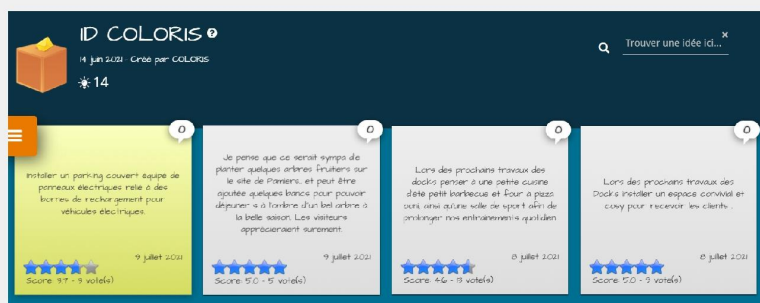 ID COLORIS ?
14 juin 2021 - Créé par COLORIS
14
Trouver une idée ici...
×
0
0
0
0
Installer un parking couvert équipé de
panneaux électriques relié à des
bornes de rechargement pour
véhicules électriques.
9 juillet 2021
Score: 3.7 - 9 vote(s)
Je pense que ce serait sympa de
planter quelques arbres fruitiers sur
le site de Pamiers, et peut être
ajoutée quelques bancs pour pouvoir
déjeuner s à l'ombre d'un bel arbre à
la belle saison. Les visiteurs
apprécieraient surement.
9 juillet 2021
Score: 5.0 - 5 vote(s)
Lors des prochains travaux des
docks penser à une petite cuisine
d'été petit barbecue et four à pizza
ouni, ainsi qu'une salle de sport afin de
prolonger nos entrainements quotidien
8 juillet 2021
Score: 4.6 - 13 vote(s)
Lors des prochains travaux des
Docks installer un espace convivial et
cosy pour recevoir les clients .
8 juillet 2021
Score: 5.0 - 9 vote(s)